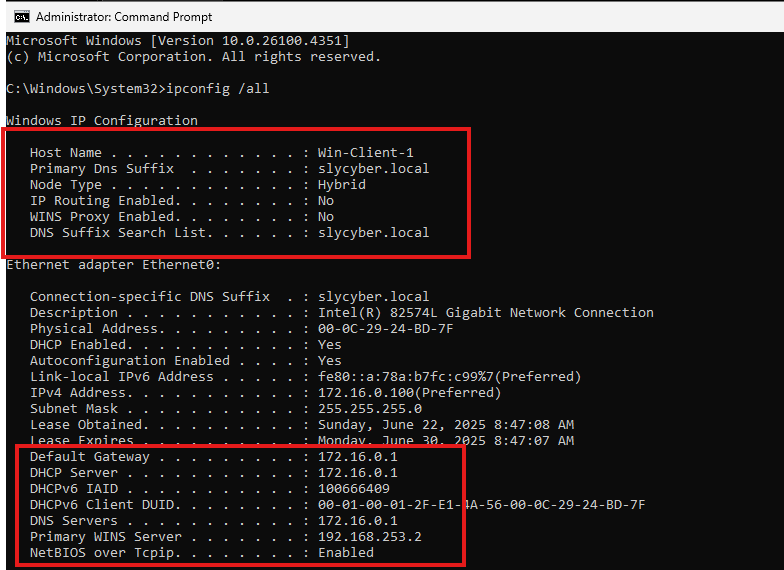 Administrator: Command Prompt
Microsoft Windows [Version 10.0.26100.4351]
(c) Microsoft Corporation. All rights reserved.
C:\Windows\System32>ipconfig /all
Windows IP Configuration
Host Name . . . . . . . . . . . . : Win-Client-1
Primary Dns Suffix  . . . . . . . : slycyber.local
Node Type . . . . . . . . . . . . : Hybrid
IP Routing Enabled. . . . . . . . : No
WINS Proxy Enabled. . . . . . . . : No
DNS Suffix Search List. . . . . . : slycyber.local
Ethernet adapter Ethernet0:
Connection-specific DNS Suffix  . : slycyber.local
Description . . . . . . . . . . . : Intel(R) 82574L Gigabit Network Connection
Physical Address. . . . . . . . . : 00-0C-29-24-BD-7F
DHCP Enabled. . . . . . . . . . . : Yes
Autoconfiguration Enabled . . . . : Yes
Link-local IPv6 Address . . . . . : fe80::a:78a:b7fc:c99%7(Preferred)
IPv4 Address. . . . . . . . . . . : 172.16.0.100(Preferred)
Subnet Mask . . . . . . . . . . . : 255.255.255.0
Lease Obtained. . . . . . . . . . : Sunday, June 22, 2025 8:47:08 AM
Lease Expires . . . . . . . . . . : Monday, June 30, 2025 8:47:07 AM
Default Gateway . . . . . . . . . : 172.16.0.1
DHCP Server . . . . . . . . . . . : 172.16.0.1
DHCPv6 IAID . . . . . . . . . . . : 100666409
DHCPv6 Client DUID. . . . . . . . : 00-01-00-01-2F-E1-4A-56-00-0C-29-24-BD-7F
DNS Servers . . . . . . . . . . . : 172.16.0.1
Primary WINS Server . . . . . . . : 192.168.253.2
NetBIOS over Tcpip. . . . . . . . : Enabled